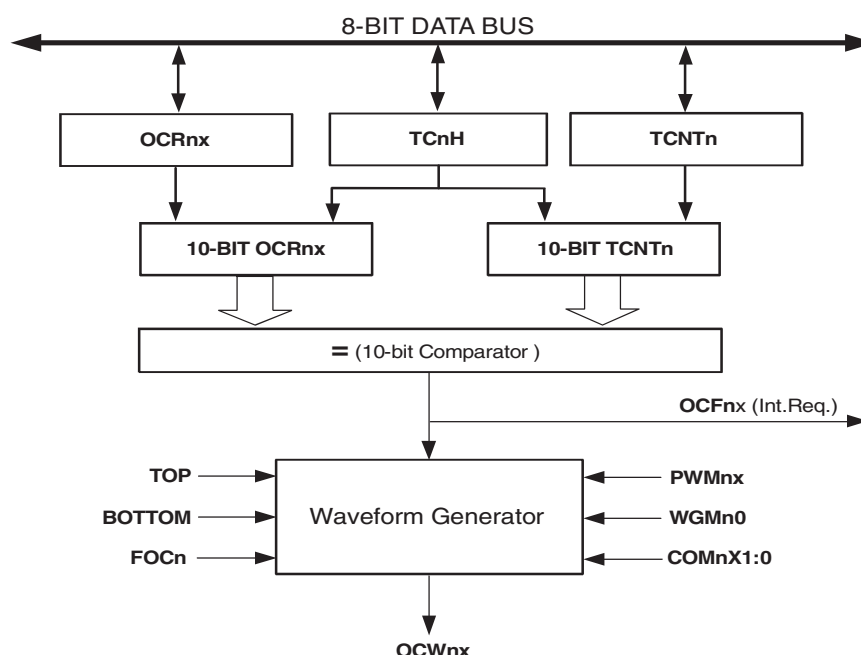 8-BIT DATA BUS
OCRnx
TCnH
TCNTn
10-BIT OCRnx
10-BIT TCNTn
= (10-bit Comparator )
OCFnx (Int.Req.)
TOP
BOTTOM
FOCn
Waveform Generator
PWMnx
WGMn0
COMnX1:0
OCWnx